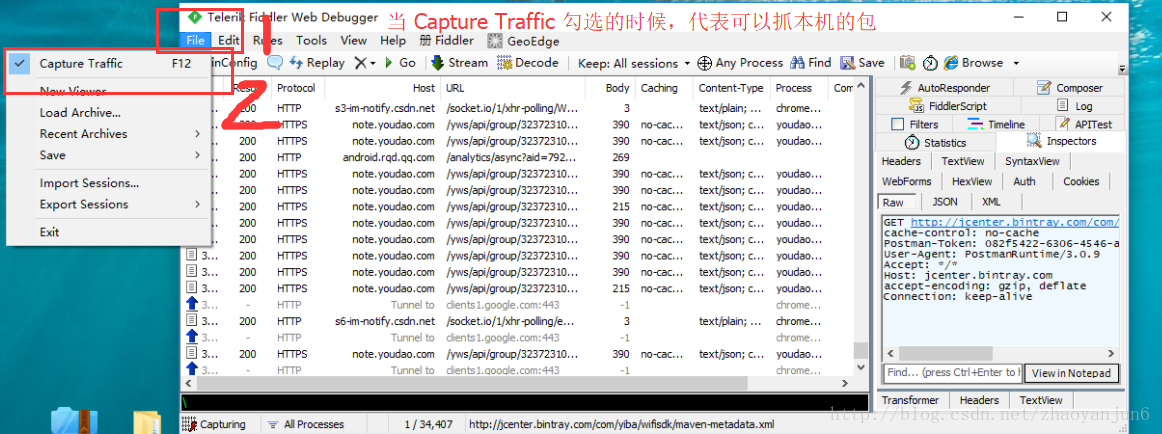 Telerik Fiddler Web Debugger
当 Capture Traffic 勾选的时候，代表可以抓本机的包
1
File Edit Rules Tools View Help 册 Fiddler GeoEdge
Capture Traffic F12
2
New Viewer
Load Archive...
Recent Archives
Save
Import Sessions...
Export Sessions
Exit
inConfig Replay X Go Stream Decode Keep: All sessions Any Process Find Save Browse
Protocol Host URL Body Caching Content-Type Process Com
200 HTTP s3-im-notify.csdn.net /socket.io/1/xhr-polling/W... 3 text/plain; ... chrome...
200 HTTPS note.youdao.com /yws/api/group/32372310... 390 no-cac... text/json; c... youdao...
200 HTTPS note.youdao.com /yws/api/group/32372310... 390 no-cac... text/json; c... youdao...
200 HTTP android.rqd.qq.com /analytics/async?aid=792... 269
200 HTTPS note.youdao.com /yws/api/group/32372310... 390 no-cac... text/json; c... youdao...
200 HTTPS note.youdao.com /yws/api/group/32372310... 215 no-cac... text/json; c... youdao...
200 HTTPS note.youdao.com /yws/api/group/32372310... 390 no-cac... text/json; c... youdao...
200 HTTPS note.youdao.com /yws/api/group/32372310... 390 no-cac... text/json; c... youdao...
3... 200 HTTPS note.youdao.com /yws/api/group/32372310... 390 no-cac... text/json; c... youdao...
3... 200 HTTPS note.youdao.com /yws/api/group/32372310... 390 no-cac... text/json; c... youdao...
3... 200 HTTPS note.youdao.com /yws/api/group/32372310... 215 no-cac... text/json; c... youdao...
3... - HTTP Tunnel to clients1.google.com:443 -1 chrome...
3... 200 HTTP s6-im-notify.csdn.net /socket.io/1/xhr-polling/e... 3 text/plain; ... chrome...
3... - HTTP Tunnel to clients1.google.com:443 -1 chrome...
3... 200 HTTPS note.youdao.com /yws/api/group/32372310... 390 no-cac... text/json; c... youdao...
3... - HTTP Tunnel to clients1.google.com:443 -1 chrome...
AutoResponder Composer
FiddlerScript Log
Filters Timeline APITest
Statistics Inspectors
Headers TextView SyntaxView
WebForms HexView Auth Cookies
Raw JSON XML
GET http://jcenter.bintray.com/com/
cache-control: no-cache
Postman-Token: 082f5422-6306-4546-a
User-Agent: PostmanRuntime/3.0.9
Accept: */*
Host: jcenter.bintray.com
accept-encoding: gzip, deflate
Connection: keep-alive
Find... (press Ctrl+Enter to h View in Notepad
Transformer Headers TextView
\
Capturing All Processes 1 / 34,407 http://jcenter.bintray.com/com/yiba/wifisdk/maven-metadata.xml
http://blog.csdn.net/zhaoyanjun6